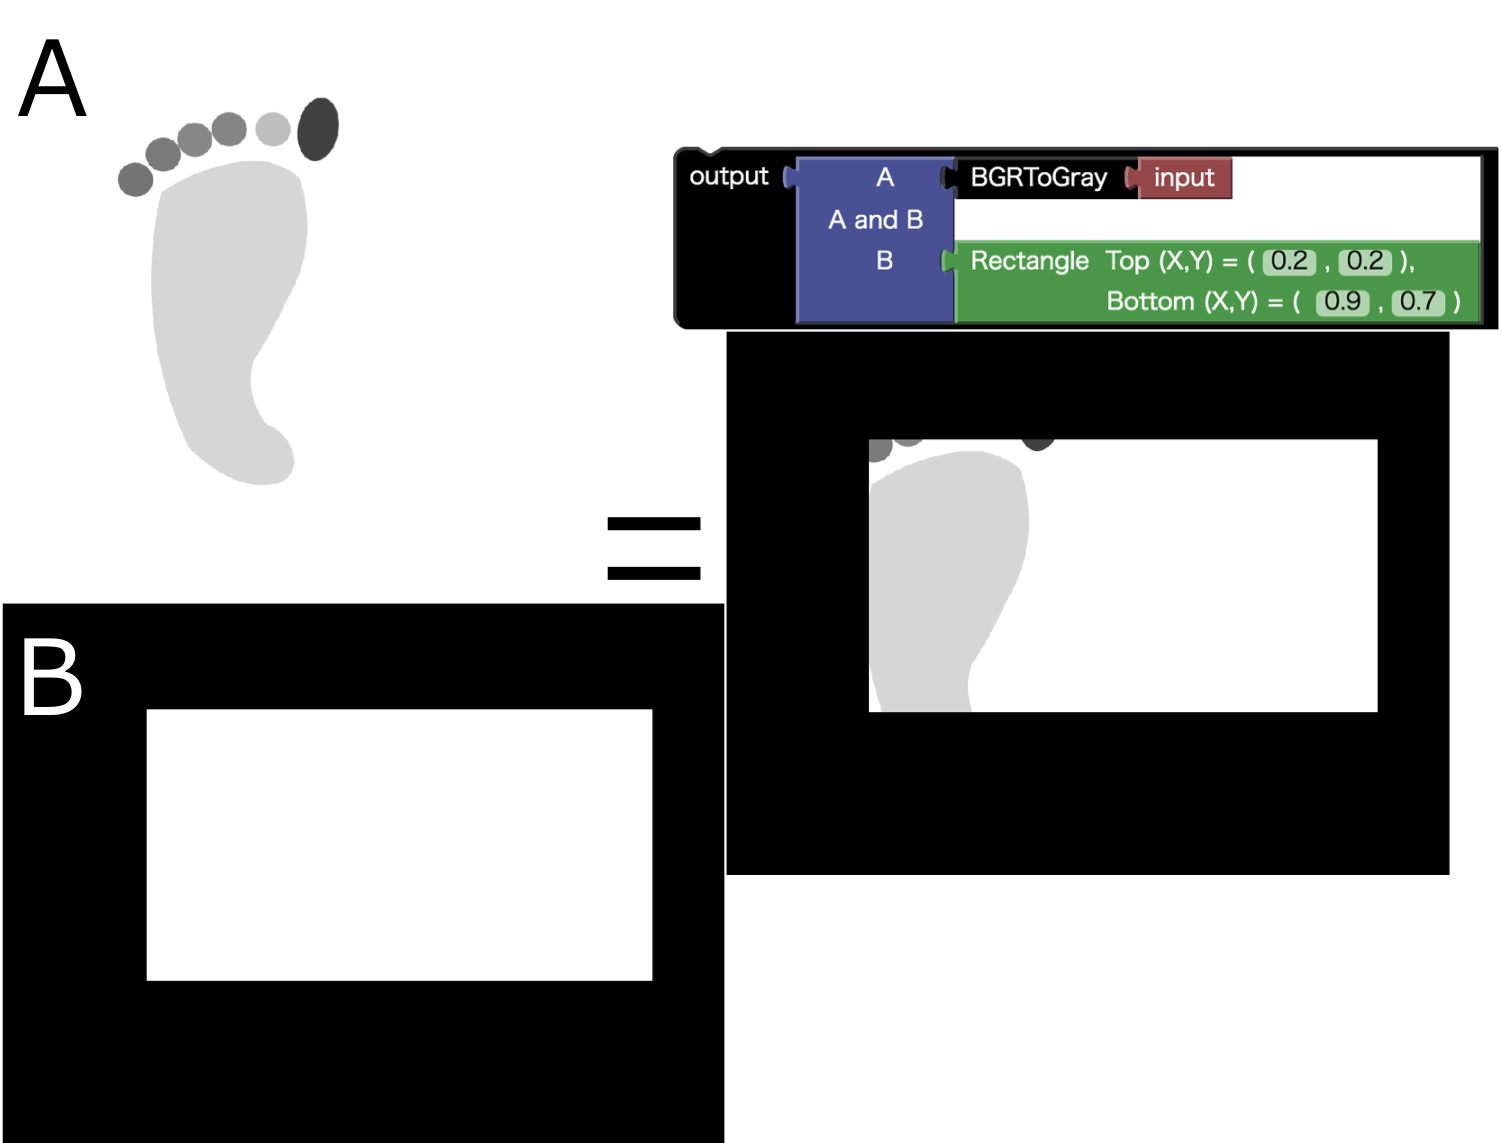 A
output A BGRToGray input
A and B
B Rectangle Top (X,Y) = ( 0.2 , 0.2 ),
Bottom (X,Y) = ( 0.9 , 0.7 )
=
B